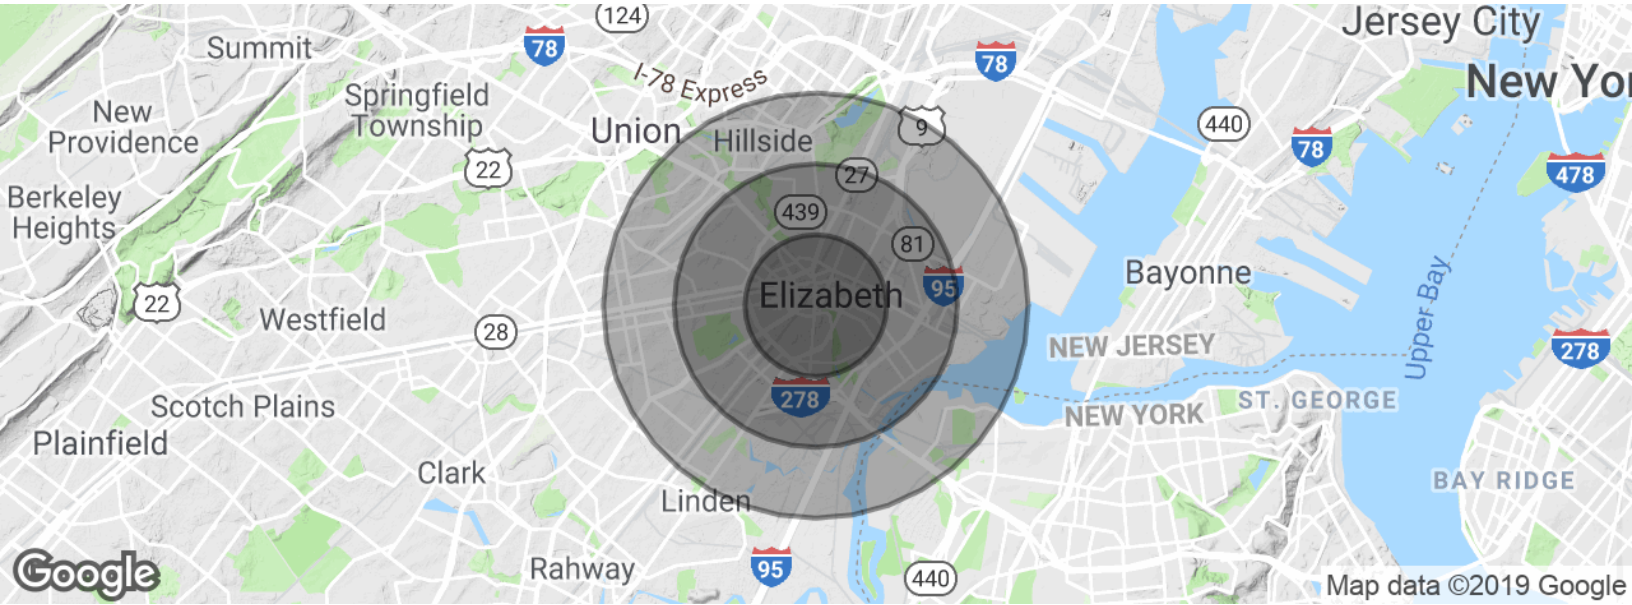 124
Jersey City
Summit
78
78
I-78 Express
New York
Springfield
Township
New
Providence
Union
Hillside
9
440
78
22
27
478
Berkeley
Heights
439
81
Bayonne
22
Elizabeth
95
Upper Bay
Westfield
28
NEW JERSEY
278
278
ST. GEORGE
Scotch Plains
NEW YORK
Plainfield
Clark
BAY RIDGE
Linden
Google
Rahway
95
440
Map data ©2019 Google